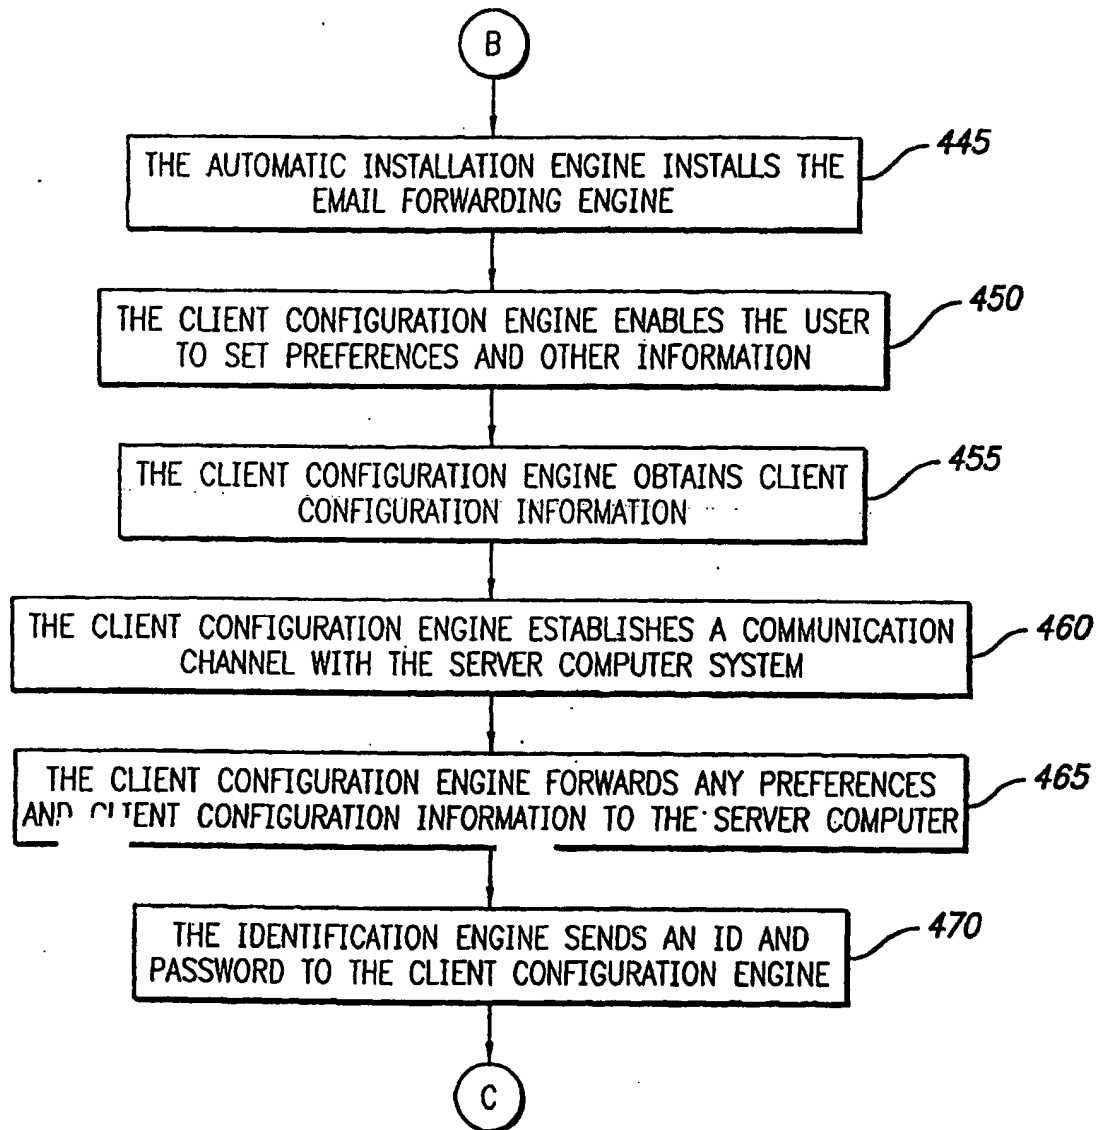 B
THE AUTOMATIC INSTALLATION ENGINE INSTALLS THE
EMAIL FORWARDING ENGINE
445
THE CLIENT CONFIGURATION ENGINE ENABLES THE USER
TO SET PREFERENCES AND OTHER INFORMATION
450
THE CLIENT CONFIGURATION ENGINE OBTAINS CLIENT
CONFIGURATION INFORMATION
455
THE CLIENT CONFIGURATION ENGINE ESTABLISHES A COMMUNICATION
CHANNEL WITH THE SERVER COMPUTER SYSTEM
460
THE CLIENT CONFIGURATION ENGINE FORWARDS ANY PREFERENCES
AND CLIENT CONFIGURATION INFORMATION TO THE SERVER COMPUTER
465
THE IDENTIFICATION ENGINE SENDS AN ID AND
PASSWORD TO THE CLIENT CONFIGURATION ENGINE
470
C